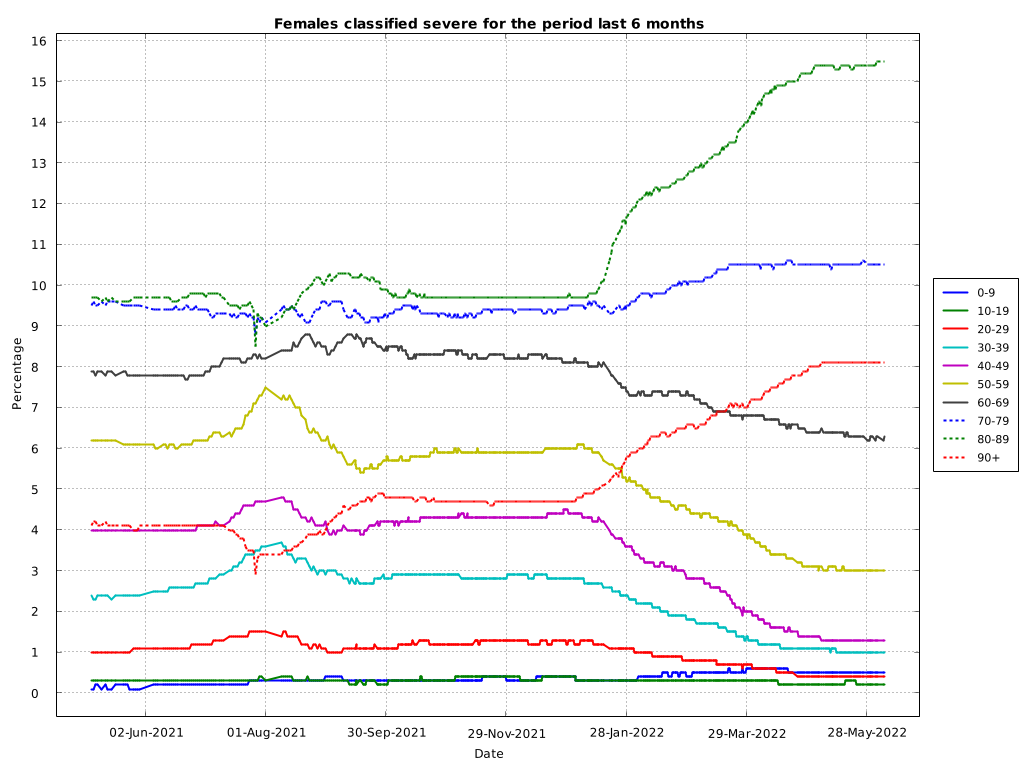 Females classified severe for the period last 6 months
16
15
14
13
12
11
10
9
8
7
6
5
4
3
2
1
0
Percentage
02-Jun-2021
01-Aug-2021
30-Sep-2021
29-Nov-2021
28-Jan-2022
29-Mar-2022
28-May-2022
Date
0-9
10-19
20-29
30-39
40-49
50-59
60-69
70-79
80-89
90+